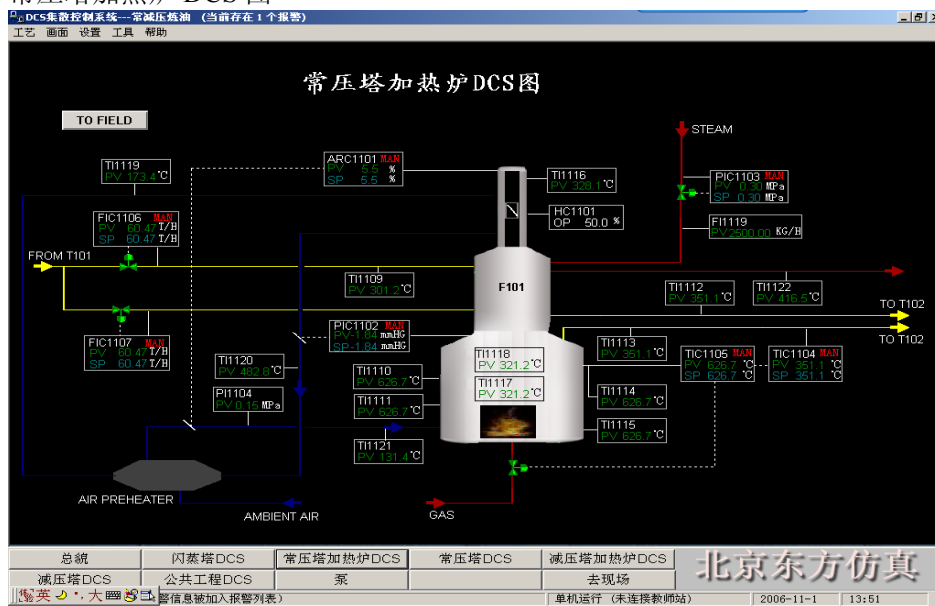 常压塔加热炉 DCS 图
DCS集散控制系统---常减压炼油 (当前存在 1 个报警)
工艺 画面 设置 工具 帮助
常压塔加热炉DCS图
TO FIELD
STEAM
TI1119
PV 173.4 ℃
ARC1101 MAN
PV 5.5 %
SP 5.5 %
TI1116
PV 328.1 ℃
PIC1103 MAN
PV 0.30 MPa
SP 0.30 MPa
HC1101
OP 50.0 %
FIC1106 MAN
PV 60.47 T/H
SP 60.47 T/H
FI1119
PV 2500.00 KG/H
FROM T101
TI1109
PV 301.2 ℃
F101
TI1112
PV 351.1 ℃
TI1122
PV 416.5 ℃
TO T102
TO T102
FIC1107 MAN
PV 60.47 T/H
SP 60.47 T/H
PIC1102 MAN
PV-1.84 mmHG
SP-1.84 mmHG
TI1113
PV 351.1 ℃
TI1118
PV 321.2 ℃
TIC1105 MAN
PV 626.7 ℃
SP 626.7 ℃
TIC1104 MAN
PV 351.1 ℃
SP 351.1 ℃
TI1120
PV 482.8 ℃
TI1110
PV 626.7 ℃
TI1117
PV 321.2 ℃
PI1104
PV 0.15 MPa
TI1111
PV 626.7 ℃
TI1114
PV 626.7 ℃
TI1115
PV 626.7 ℃
TI1121
PV 131.4 ℃
AIR PREHEATER
AMBIENT AIR
GAS
总貌 闪蒸塔DCS 常压塔加热炉DCS 常压塔DCS 减压塔加热炉DCS
北京东方仿真
减压塔DCS 公共工程DCS 泵 去现场
英 大 警信息被加入报警列表) 单机运行 (未连接教师站) 2006-11-1 13:51